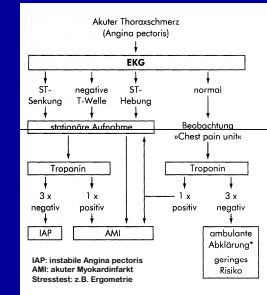 Akuter Thoraxschmerz
(Angina pectoris)
EKG
ST-
Senkung
negative
T-Welle
ST-
Hebung
normal
stationäre Aufnahme
Beobachtung
»Chest pain unit«
Troponin
Troponin
3 x
negativ
1 x
positiv
1 x
positiv
3 x
negativ
IAP
AMI
ambulante
Abklärung*
geringes
Risiko
IAP: instabile Angina pectoris
AMI: akuter Myokardinfarkt
Stresstest: z.B. Ergometrie